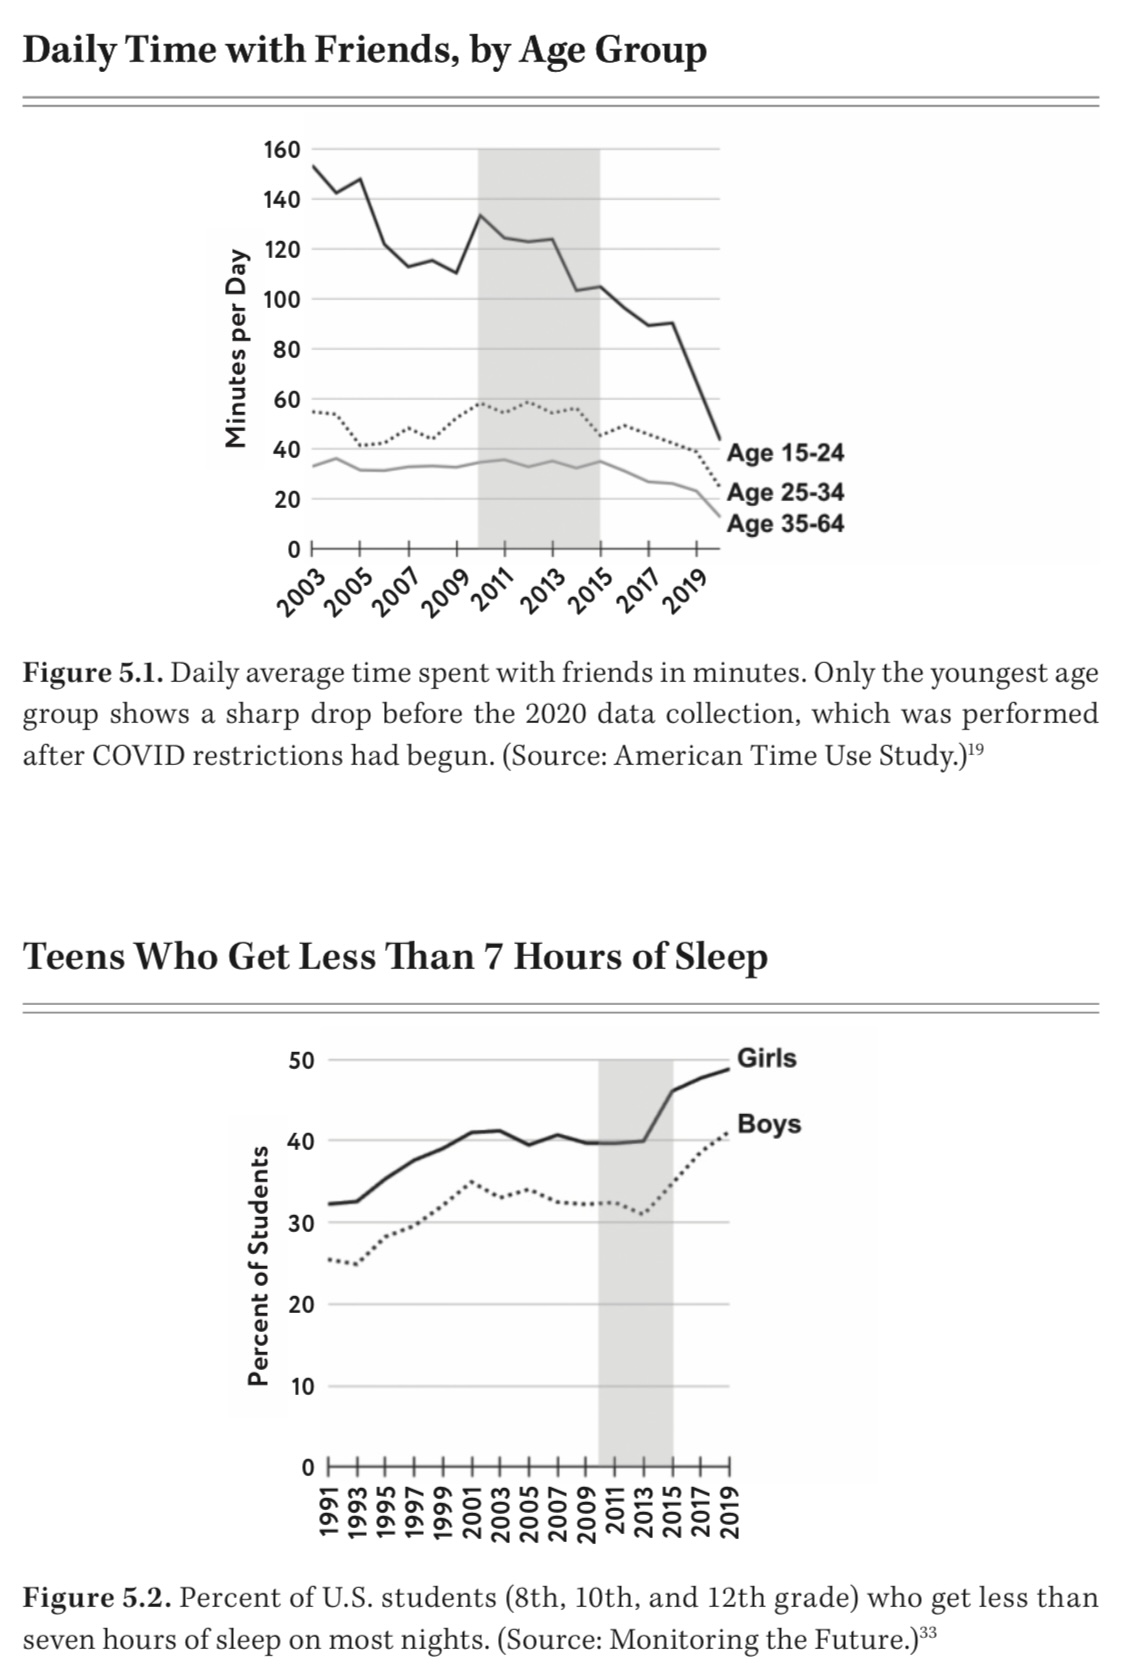 Daily Time with Friends, by Age Group
160
140
120
100
80
60
40
20
0
Minutes per Day
Age 15-24
Age 25-34
Age 35-64
2003 2005 2007 2009 2011 2013 2015 2017 2019
Figure 5.1. Daily average time spent with friends in minutes. Only the youngest age
group shows a sharp drop before the 2020 data collection, which was performed
after COVID restrictions had begun. (Source: American Time Use Study.)19
Teens Who Get Less Than 7 Hours of Sleep
50
40
30
20
10
0
Percent of Students
Girls
Boys
1991 1993 1995 1997 1999 2001 2003 2005 2007 2009 2011 2013 2015 2017 2019
Figure 5.2. Percent of U.S. students (8th, 10th, and 12th grade) who get less than
seven hours of sleep on most nights. (Source: Monitoring the Future.)33